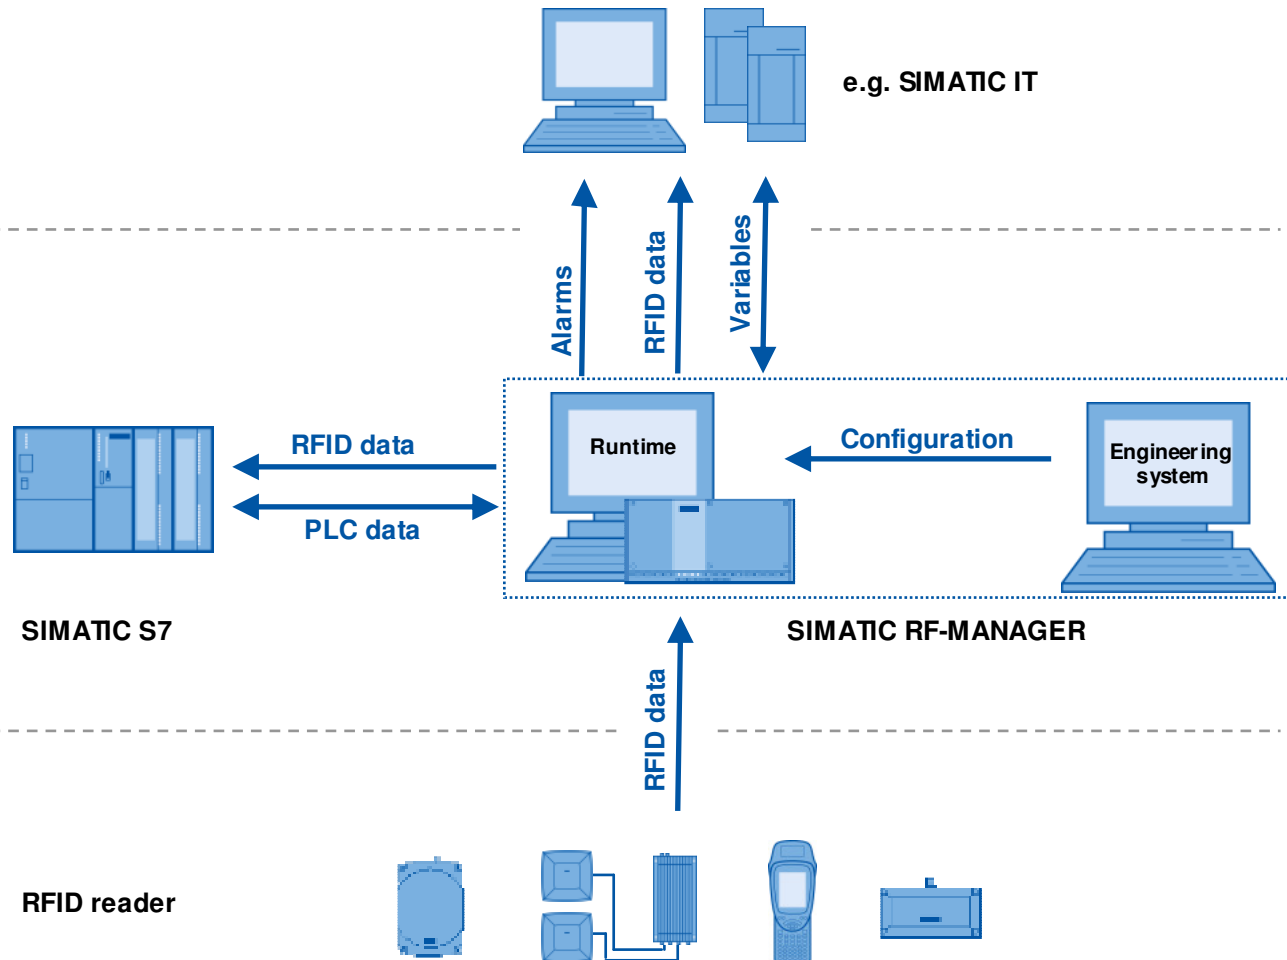 e.g. SIMATIC IT
Alarms
RFID data
Variables
RFID data
PLC data
Runtime
Configuration
Engineering
system
SIMATIC S7
SIMATIC RF-MANAGER
RFID data
RFID reader